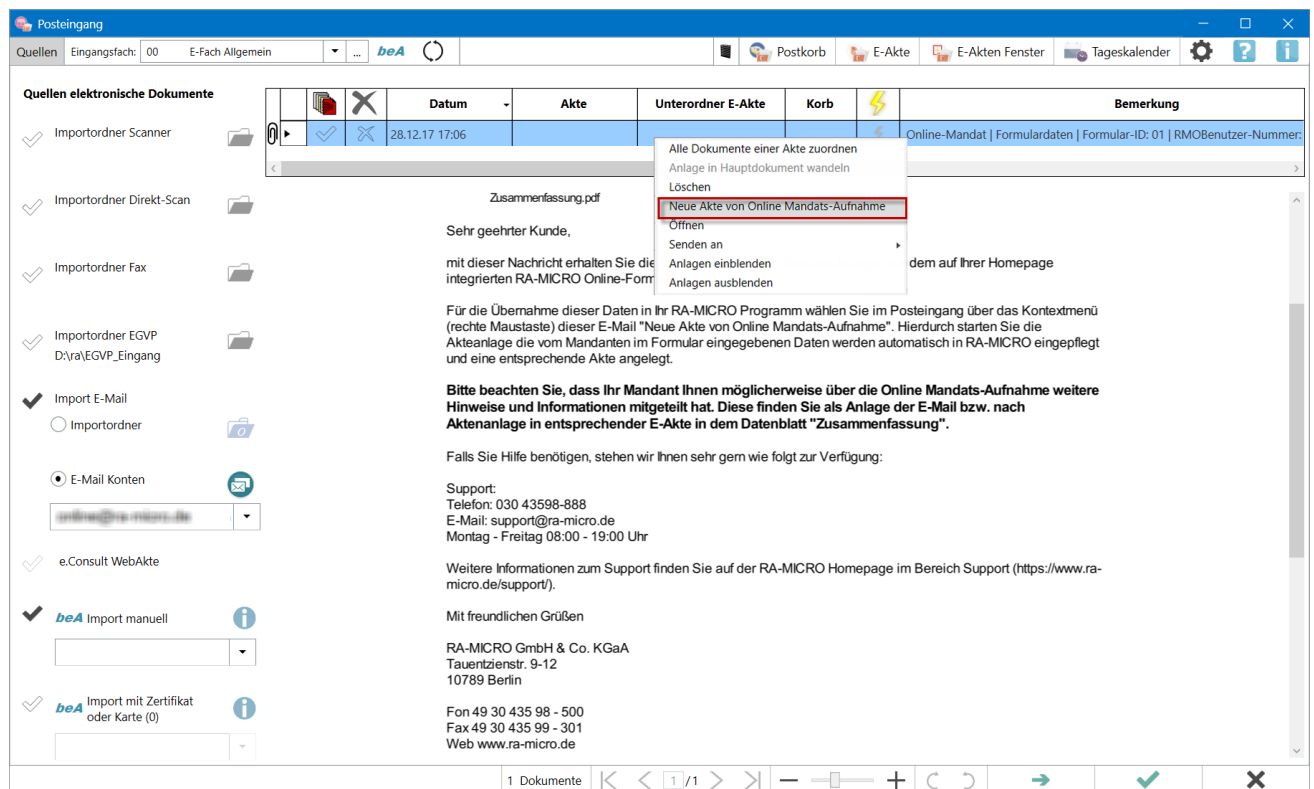 Posteingang
Quellen Eingangsfach: 00 E-Fach Allgemein ... beA Postkorb E-Akte E-Akten Fenster Tageskalender ? i
Quellen elektronische Dokumente
Importordner Scanner
Importordner Direkt-Scan
Importordner Fax
Importordner EGVP
D:\ra\EGVP_Eingang
Import E-Mail
Importordner
E-Mail Konten
e.Consult WebAkte
beA Import manuell
beA Import mit Zertifikat
oder Karte (0)
Datum Akte Unterordner E-Akte Korb Bemerkung
28.12.17 17:06 Online-Mandat | Formulardaten | Formular-ID: 01 | RMOBenutzer-Nummer:
Alle Dokumente einer Akte zuordnen
Anlage in Hauptdokument wandeln
Löschen
Neue Akte von Online Mandats-Aufnahme
Öffnen
Senden an
Anlagen einblenden
Anlagen ausblenden
Zusammenfassung.pdf
Sehr geehrter Kunde,
mit dieser Nachricht erhalten Sie die dem auf Ihrer Homepage
integrierten RA-MICRO Online-Form
Für die Übernahme dieser Daten in Ihr RA-MICRO Programm wählen Sie im Posteingang über das Kontextmenü
(rechte Maustaste) dieser E-Mail "Neue Akte von Online Mandats-Aufnahme". Hierdurch starten Sie die
Akteanlage die vom Mandanten im Formular eingegebenen Daten werden automatisch in RA-MICRO eingepflegt
und eine entsprechende Akte angelegt.
Bitte beachten Sie, dass Ihr Mandant Ihnen möglicherweise über die Online Mandats-Aufnahme weitere
Hinweise und Informationen mitgeteilt hat. Diese finden Sie als Anlage der E-Mail bzw. nach
Aktenanlage in entsprechender E-Akte in dem Datenblatt "Zusammenfassung".
Falls Sie Hilfe benötigen, stehen wir Ihnen sehr gern wie folgt zur Verfügung:
Support:
Telefon: 030 43598-888
E-Mail: support@ra-micro.de
Montag - Freitag 08:00 - 19:00 Uhr
Weitere Informationen zum Support finden Sie auf der RA-MICRO Homepage im Bereich Support (https://www.ra-
micro.de/support/).
Mit freundlichen Grüßen
RA-MICRO GmbH & Co. KGaA
Tauentzienstr. 9-12
10789 Berlin
Fon 49 30 435 98 - 500
Fax 49 30 435 99 - 301
Web www.ra-micro.de
1 Dokumente 1 /1